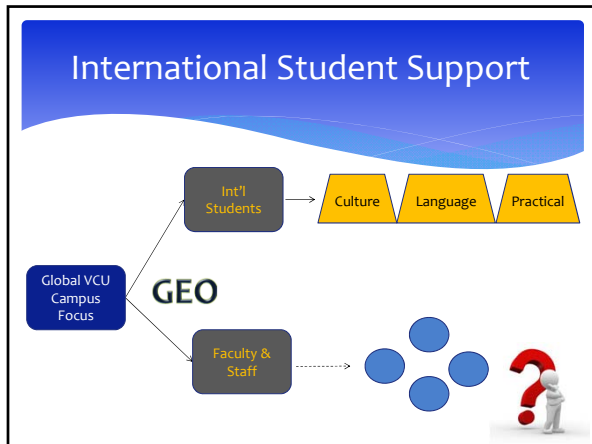 International Student Support
Int'l
Students
Culture
Language
Practical
Global VCU
Campus
Focus
GEO
Faculty &
Staff
?